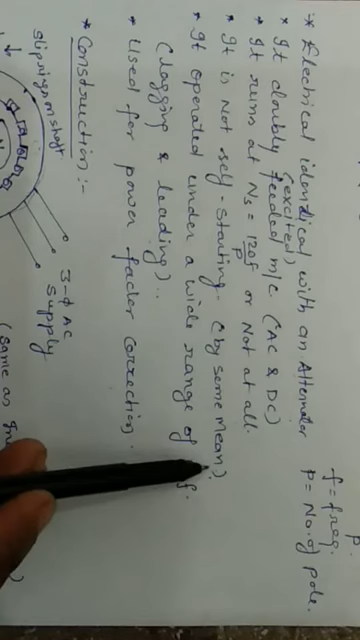 * Electrical identical with an Alternator
* It doubly feeded m/c. (AC & DC)
(excited)
* It runs at Ns = 120f/P or Not at all.
* It is Not self-starting. (by some mean)
* It operated under a wide range of f.
(lagging & leading)..
* Used for power factor correction.
* Construction:-
P.
f = freq.
P = No. of Pole.
sliprings on shaft
3-ϕ AC
supply
(same as